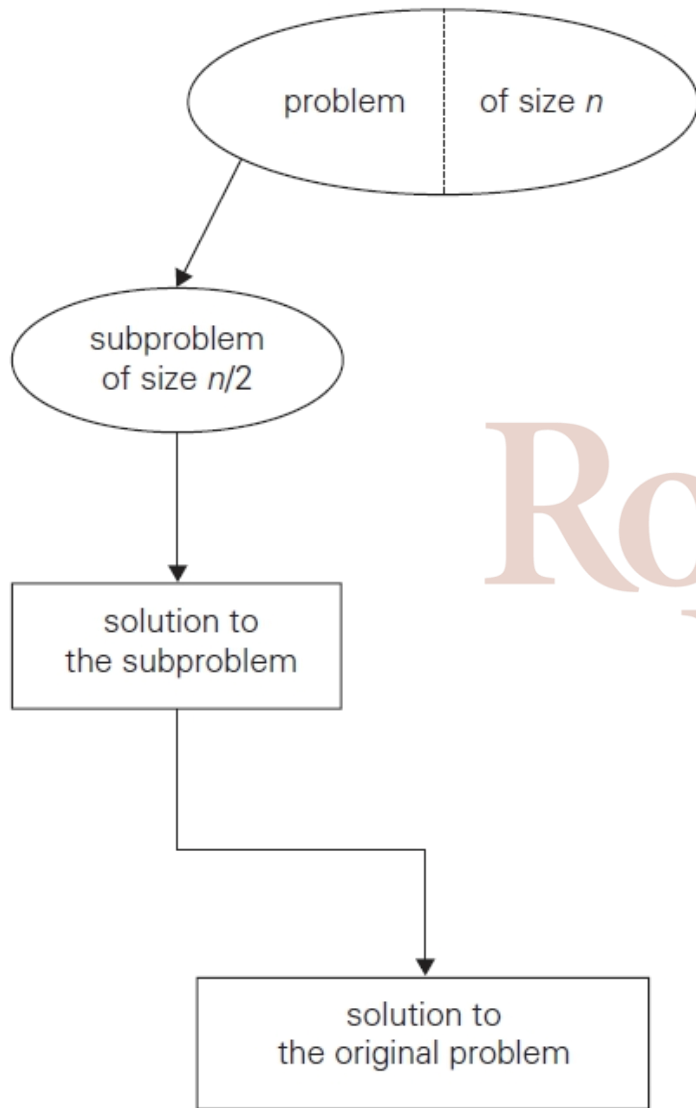 problem of size n
subproblem
of size n/2
solution to
the subproblem
solution to
the original problem